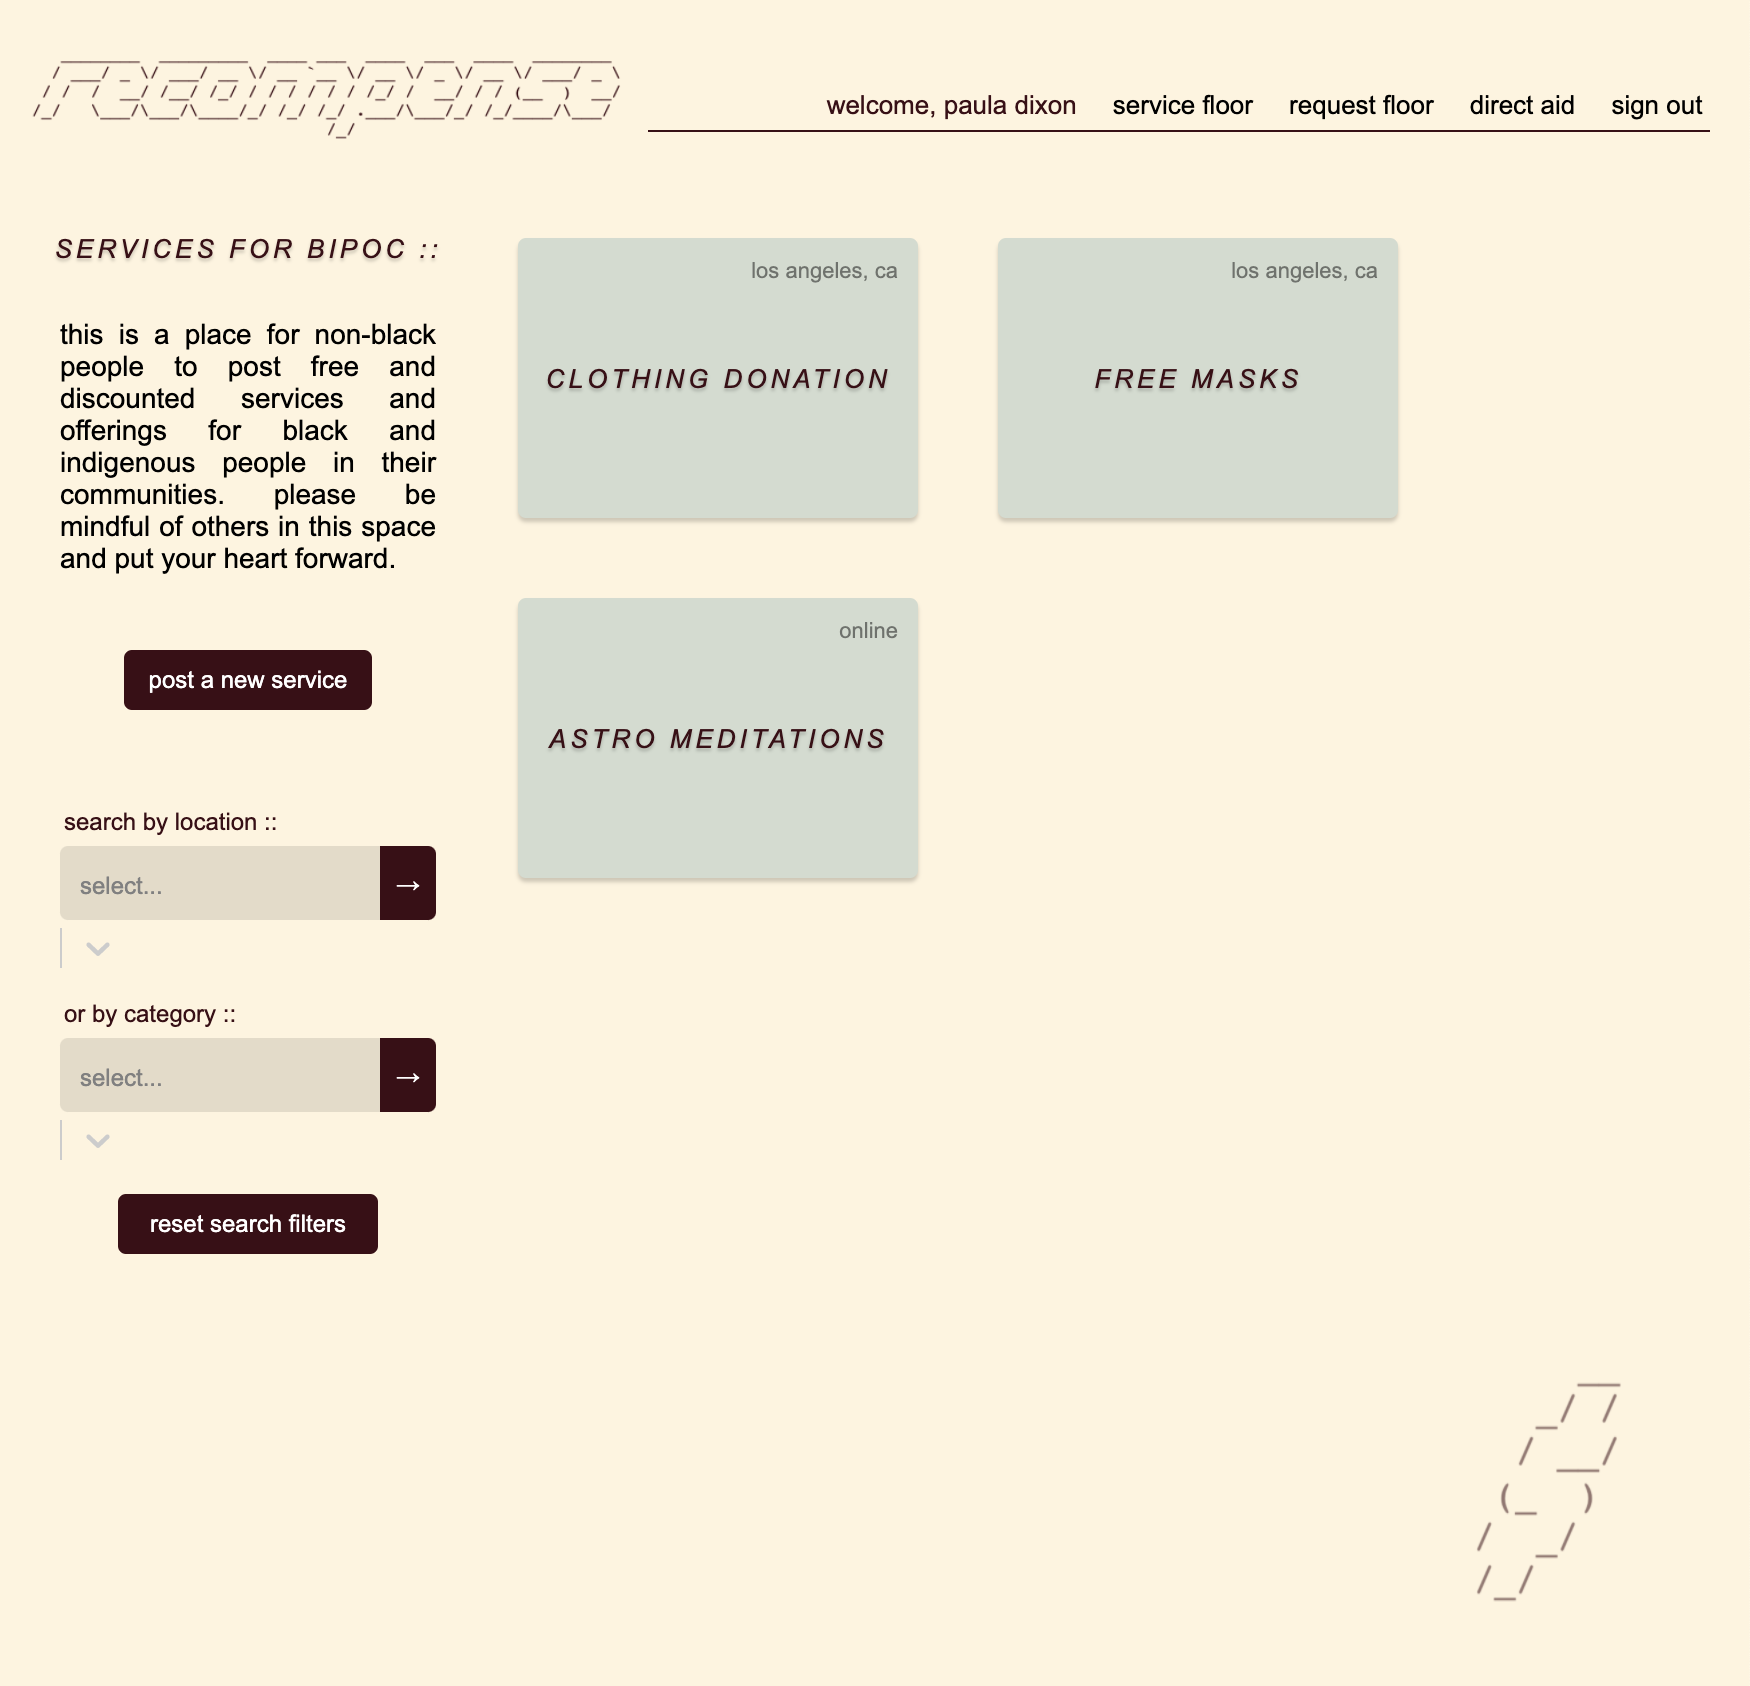 recompense
welcome, paula dixon service floor request floor direct aid sign out
SERVICES FOR BIPOC ::
this is a place for non-black
people to post free and
discounted services and
offerings for black and
indigenous people in their
communities. please be
mindful of others in this space
and put your heart forward.
post a new service
search by location ::
select...
→
or by category ::
select...
→
reset search filters
los angeles, ca
CLOTHING DONATION
los angeles, ca
FREE MASKS
online
ASTRO MEDITATIONS